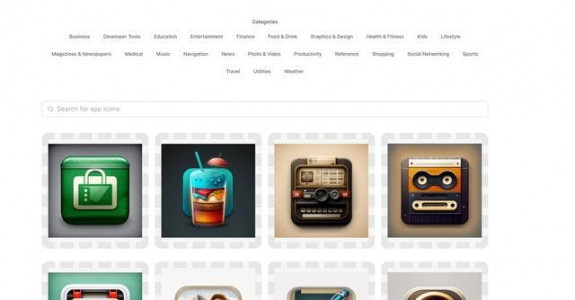 Categories
Business Developer Tools Education Entertainment Finance Food & Drink Graphics & Design Health & Fitness Kids Lifestyle
Magazines & Newspapers Medical Music Navigation News Photo & Video Productivity Reference Shopping Social Networking Sports
Travel Utilities Weather
Search for app icons